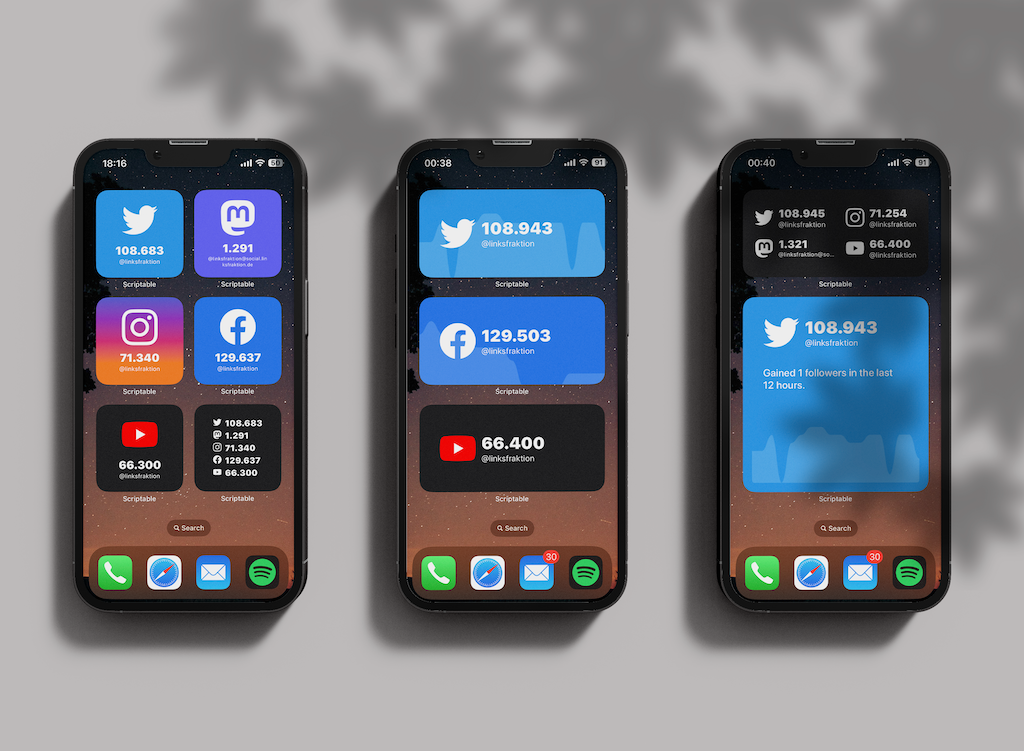 18:16
50
108.683
@linksfraktion
1.291
@linksfraktion@social.lin
ksfraktion.de
Scriptable
Scriptable
71.340
@linksfraktion
129.637
@linksfraktion
Scriptable
Scriptable
66.300
@linksfraktion
108.683
1.291
71.340
129.637
66.300
Scriptable
Scriptable
Search
00:38
91
108.943
@linksfraktion
Scriptable
129.503
@linksfraktion
Scriptable
66.400
@linksfraktion
Scriptable
Search
30
00:40
91
108.945
@linksfraktion
71.254
@linksfraktion
1.321
@linksfraktion@so...
66.400
@linksfraktion
Scriptable
108.943
@linksfraktion
Gained 1 followers in the last
12 hours.
Scriptable
Search
30